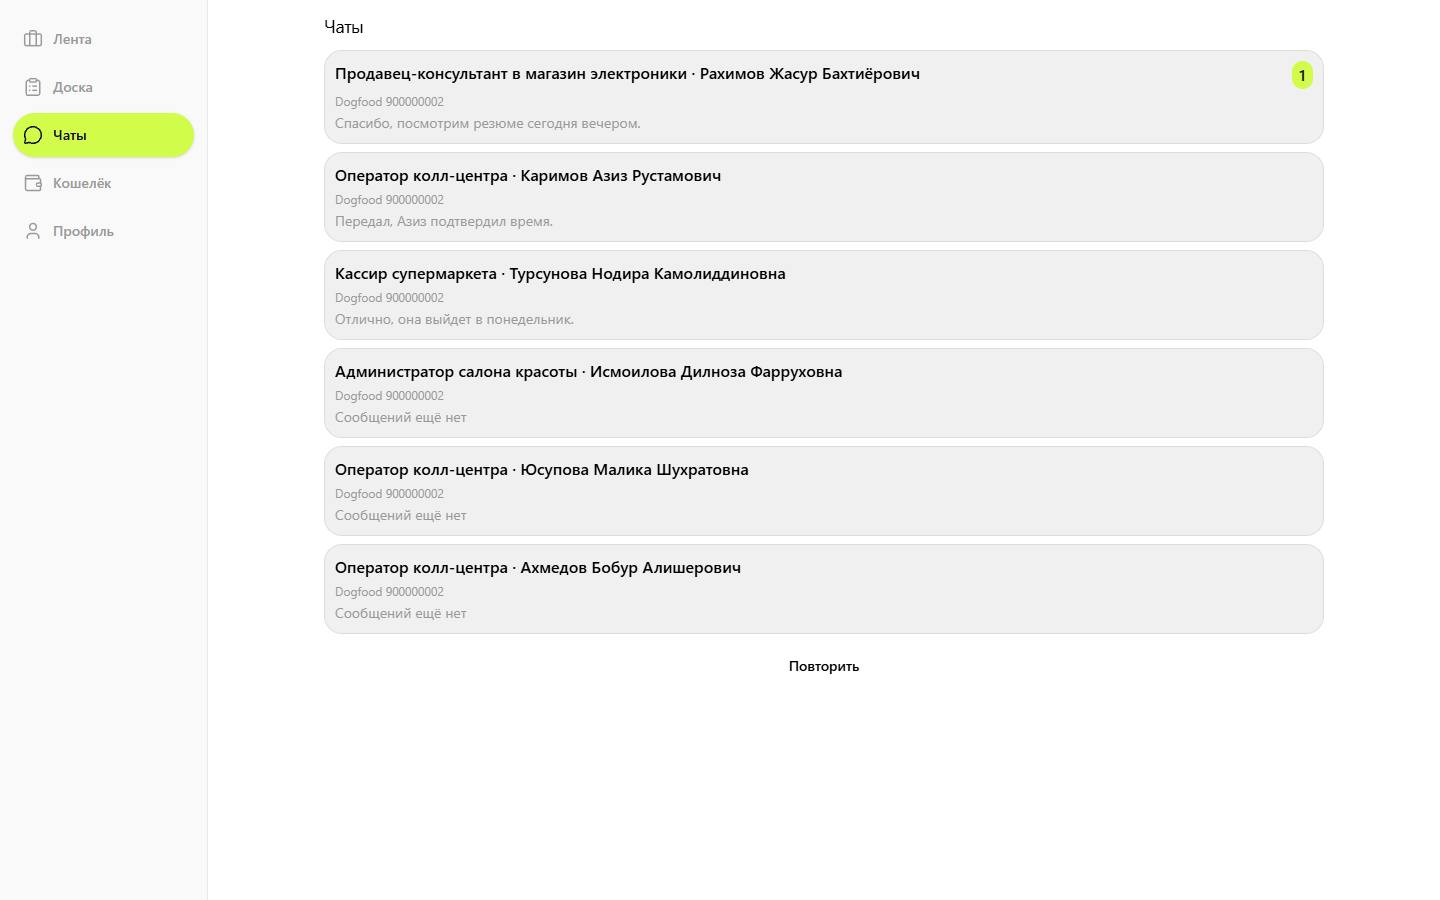 Лента
Доска
Чаты
Кошелёк
Профиль
Чаты
Продавец-консультант в магазин электроники · Рахимов Жасур Бахтиёрович
1
Dogfood 900000002
Спасибо, посмотрим резюме сегодня вечером.
Оператор колл-центра · Каримов Азиз Рустамович
Dogfood 900000002
Передал, Азиз подтвердил время.
Кассир супермаркета · Турсунова Нодира Камолиддиновна
Dogfood 900000002
Отлично, она выйдет в понедельник.
Администратор салона красоты · Исмоилова Дилноза Фарруховна
Dogfood 900000002
Сообщений ещё нет
Оператор колл-центра · Юсупова Малика Шухратовна
Dogfood 900000002
Сообщений ещё нет
Оператор колл-центра · Ахмедов Бобур Алишерович
Dogfood 900000002
Сообщений ещё нет
Повторить